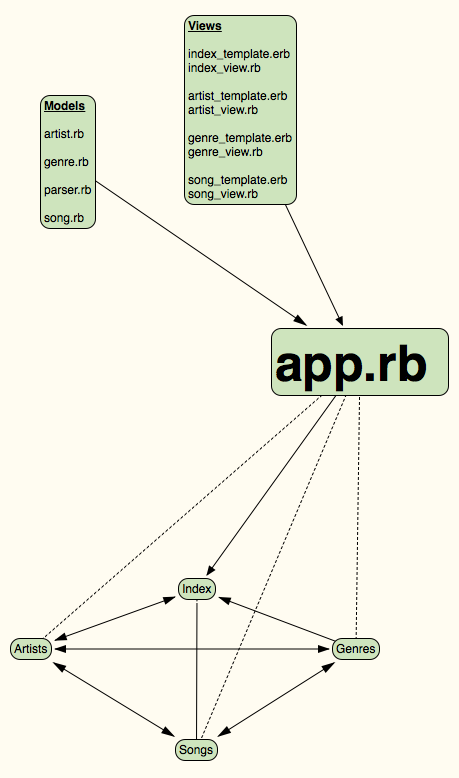 Views
index_template.erb
index_view.rb
artist_template.erb
artist_view.rb
genre_template.erb
genre_view.rb
song_template.erb
song_view.rb
Models
artist.rb
genre.rb
parser.rb
song.rb
app.rb
Index
Artists
Genres
Songs